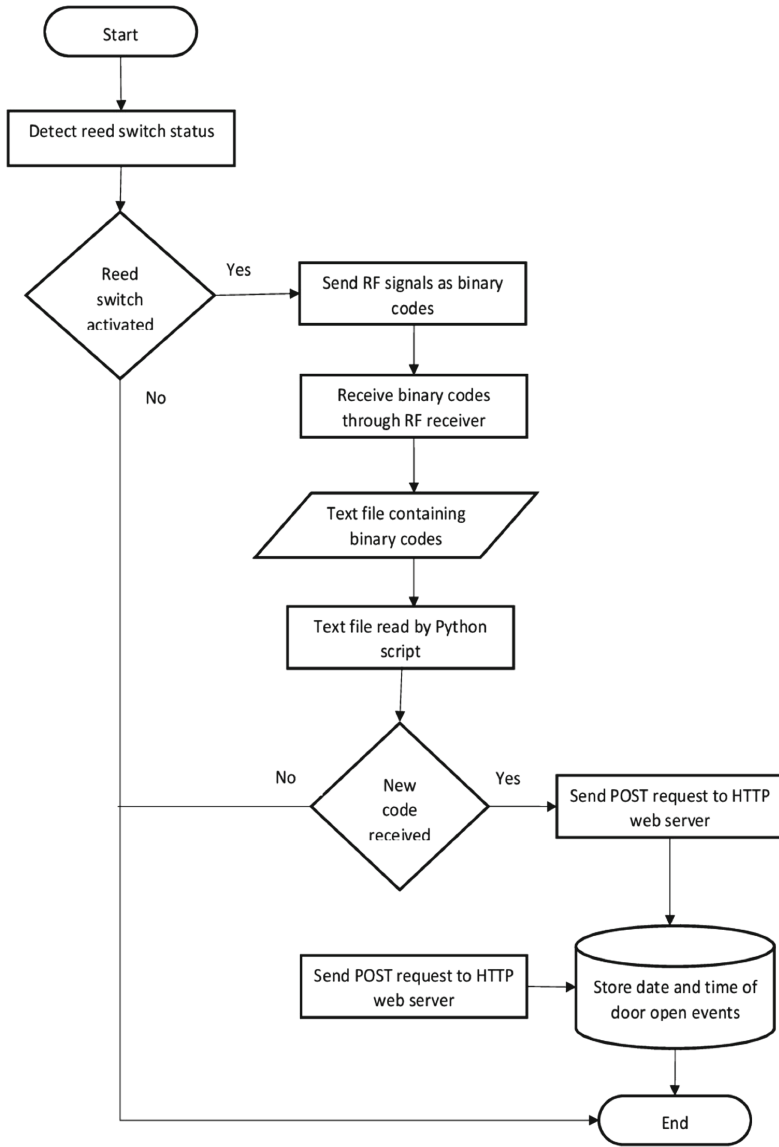 Start
Detect reed switch status
Reed
switch
activated
Yes
No
Send RF signals as binary
codes
Receive binary codes
through RF receiver
Text file containing
binary codes
Text file read by Python
script
New
code
received
No
Yes
Send POST request to HTTP
web server
Send POST request to HTTP
web server
Store date and time of
door open events
End